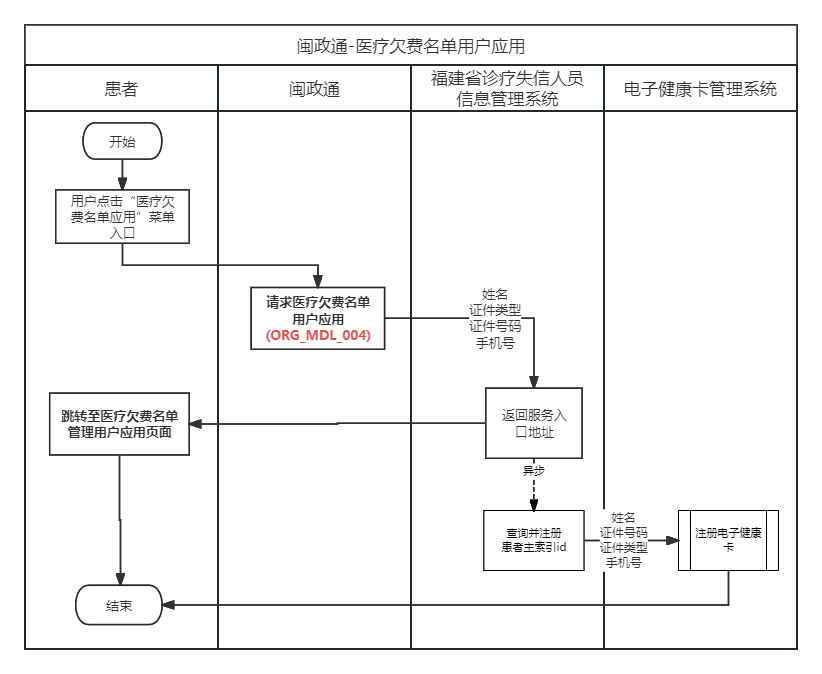 闽政通-医疗欠费名单用户应用
患者
闽政通
福建省诊疗失信人员
信息管理系统
电子健康卡管理系统
开始
用户点击“医疗欠
费名单应用”菜单
入口
请求医疗欠费名单
用户应用
(ORG_MDL_004)
姓名
证件类型
证件号码
手机号
跳转至医疗欠费名单
管理用户应用页面
返回服务入
口地址
异步
查询并注册
患者主索引id
姓名
证件号码
证件类型
手机号
注册电子健康
卡
结束